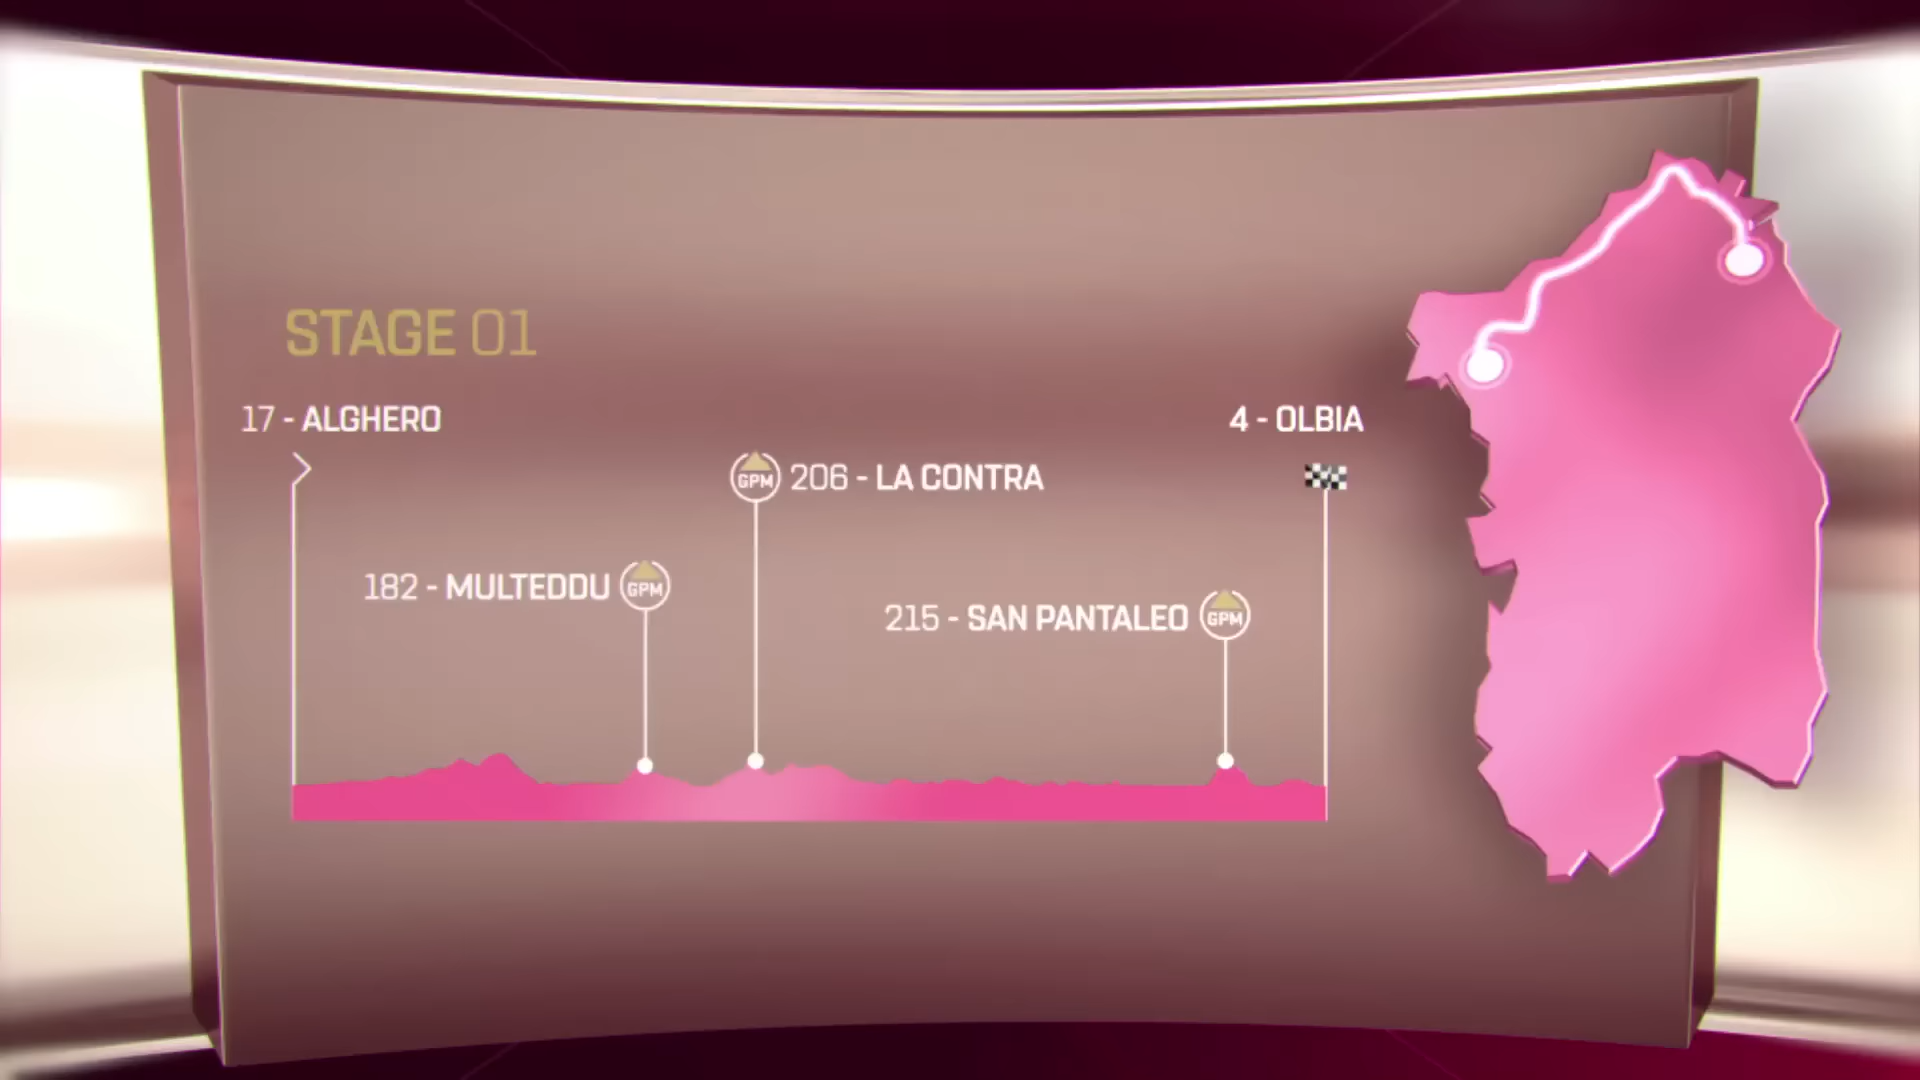 STAGE 01
17 - ALGHERO
4 - OLBIA
GPM 206 - LA CONTRA
182 - MULTEDDU GPM
215 - SAN PANTALEO GPM